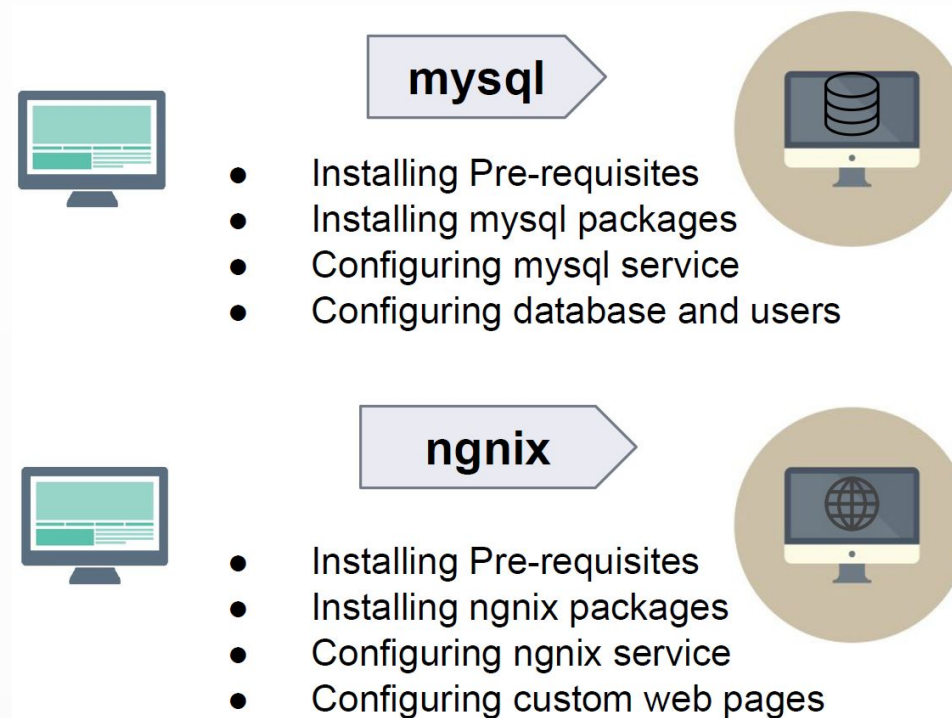 mysql
● Installing Pre-requisites
● Installing mysql packages
● Configuring mysql service
● Configuring database and users
ngnix
● Installing Pre-requisites
● Installing ngnix packages
● Configuring ngnix service
● Configuring custom web pages